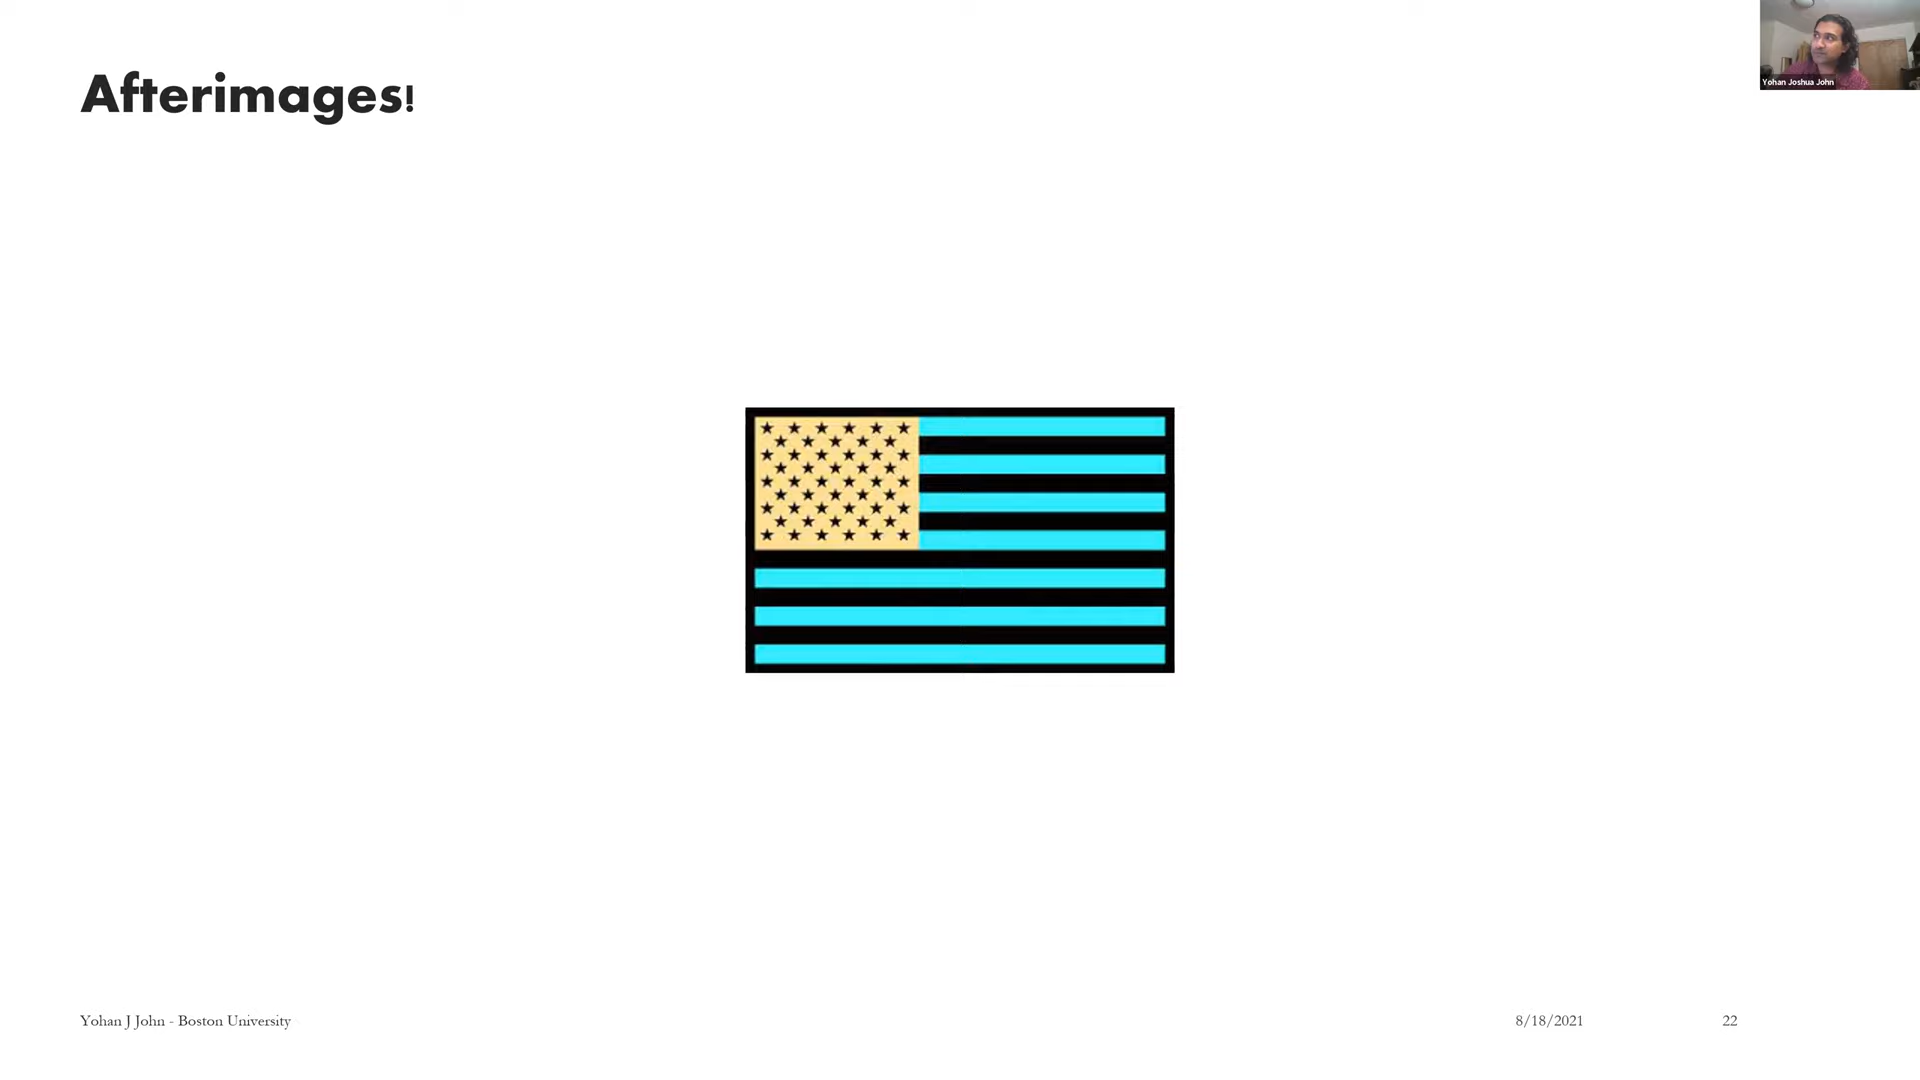 Afterimages!
Yohan Joshua John
Yohan J John - Boston University
8/18/2021
22